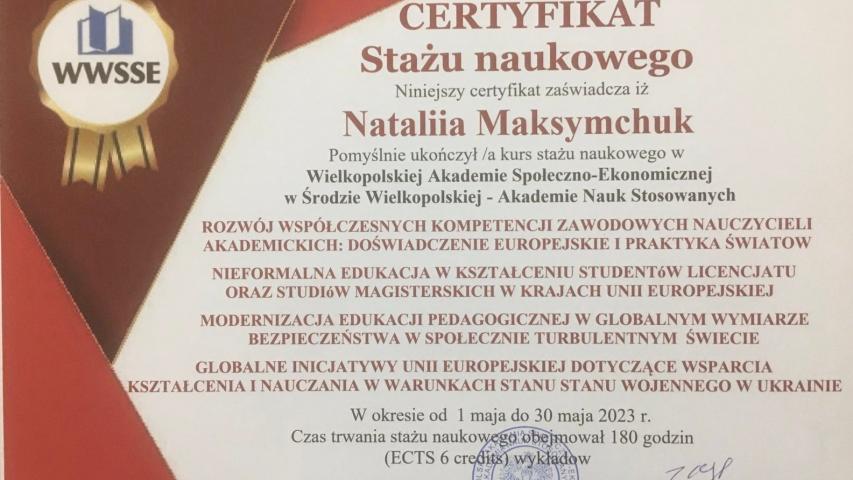 WWSSE
CERTYFIKAT
Stażu naukowego
Niniejszy certyfikat zaświadcza iż
Nataliia Maksymchuk
Pomyślnie ukończył /a kurs stażu naukowego w
Wielkopolskiej Akademie Społeczno-Ekonomicznej
w Środzie Wielkopolskiej - Akademie Nauk Stosowanych
ROZWÓJ WSPÓŁCZESNYCH KOMPETENCJI ZAWODOWYCH NAUCZYCIELI
AKADEMICKICH: DOŚWIADCZENIE EUROPEJSKIE I PRAKTYKA ŚWIATOW
NIEFORMALNA EDUKACJA W KSZTAŁCENIU STUDENTóW LICENCJATU
ORAZ STUDIóW MAGISTERSKICH W KRAJACH UNII EUROPEJSKIEJ
MODERNIZACJA EDUKACJI PEDAGOGICZNEJ W GLOBALNYM WYMIARZE
BEZPIECZEŃSTWA W SPOŁECZNIE TURBULENTNYM ŚWIECIE
GLOBALNE INICJATYWY UNII EUROPEJSKIEJ DOTYCZĄCE WSPARCIA
KSZTAŁCENIA I NAUCZANIA W WARUNKACH STANU STANU WOJENNEGO W UKRAINIE
W okresie od 1 maja do 30 maja 2023 r.
Czas trwania stażu naukowego obejmował 180 godzin
(ECTS 6 credits) wykładow